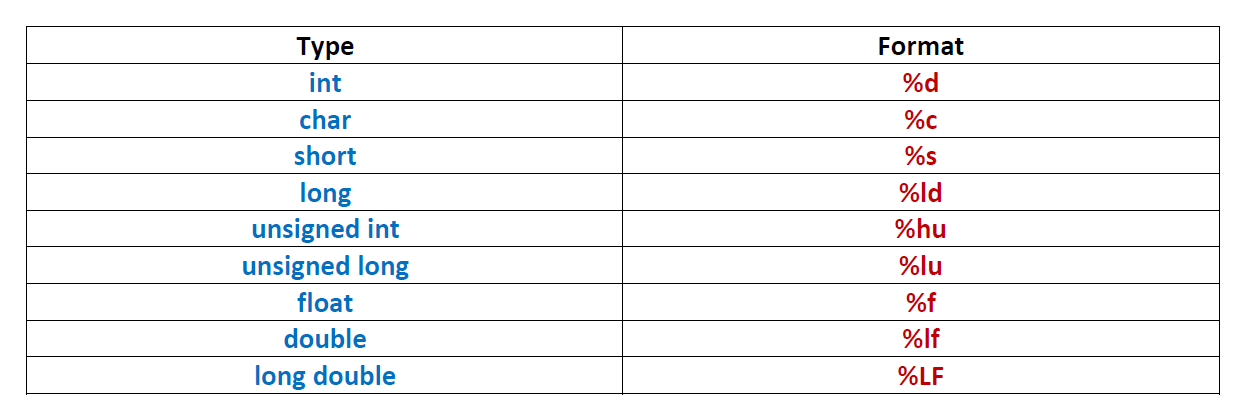 Type Format
int %d
char %c
short %s
long %ld
unsigned int %hu
unsigned long %lu
float %f
double %lf
long double %LF